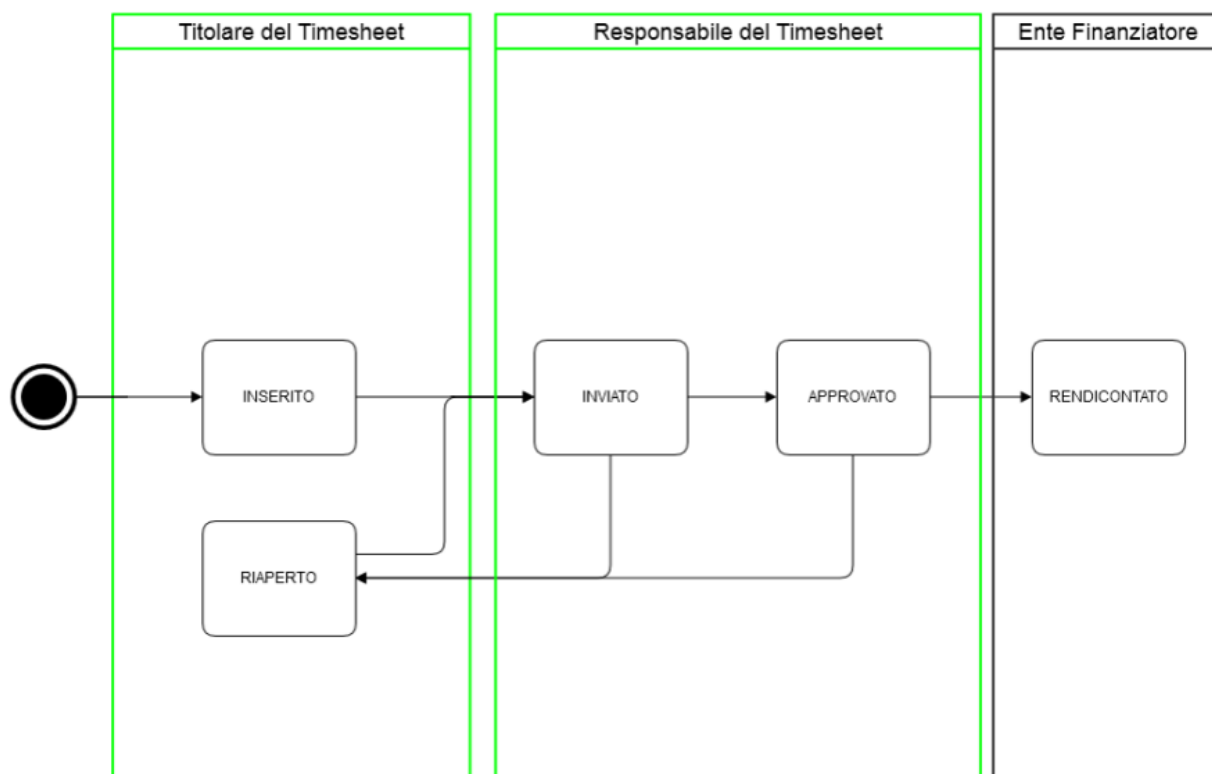 Titolare del Timesheet
Responsabile del Timesheet
Ente Finanziatore
INSERITO
INVIATO
APPROVATO
RENDICONTATO
RIAPERTO